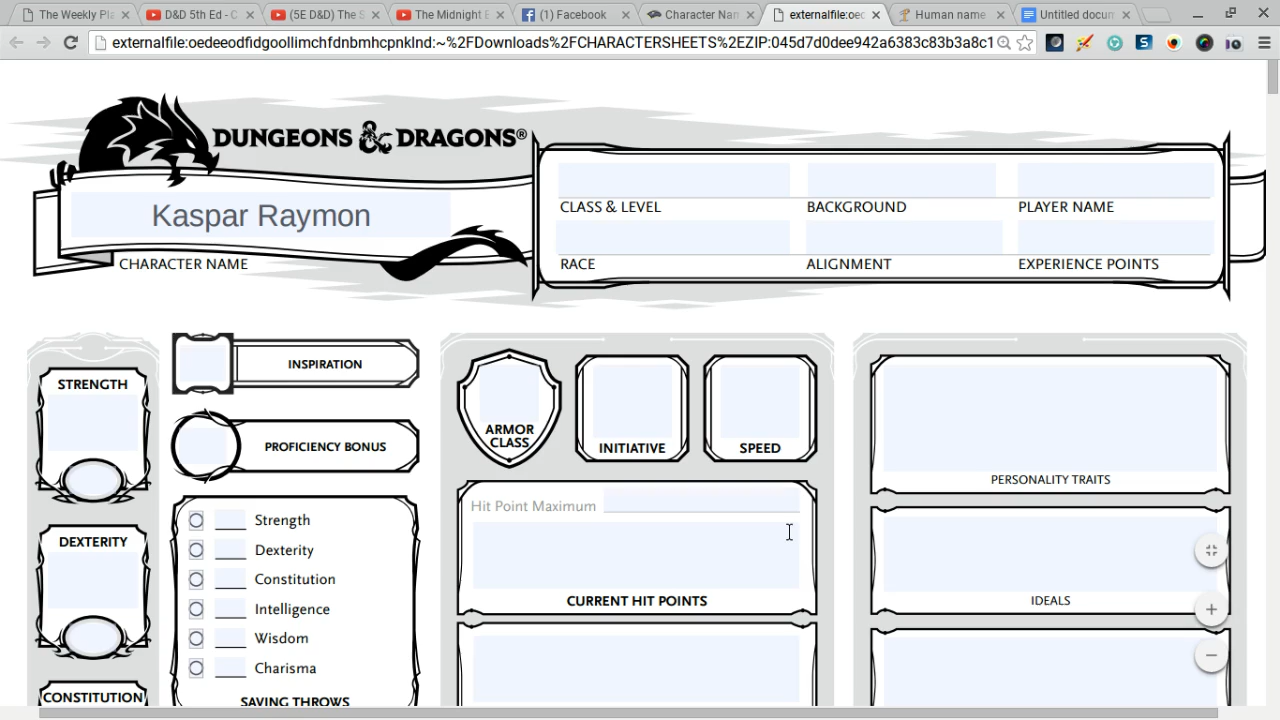 The Weekly Pla
D&D 5th Ed - C
(5E D&D) The S
The Midnight E
(1) Facebook
Character Nam
externalfile:oed
Human name
Untitled docum
externalfile:oedeeodfidgoollimchfdnbmhcpnklnd:~%2FDownloads%2FCHARACTERSHEETS%2EZIP:045d7d0dee942a6383c83b3a8c1
DUNGEONS & DRAGONS®
Kaspar Raymon
CHARACTER NAME
CLASS & LEVEL
BACKGROUND
PLAYER NAME
RACE
ALIGNMENT
EXPERIENCE POINTS
STRENGTH
DEXTERITY
CONSTITUTION
INSPIRATION
PROFICIENCY BONUS
Strength
Dexterity
Constitution
Intelligence
Wisdom
Charisma
SAVING THROWS
ARMOR
CLASS
INITIATIVE
SPEED
Hit Point Maximum
CURRENT HIT POINTS
PERSONALITY TRAITS
IDEALS